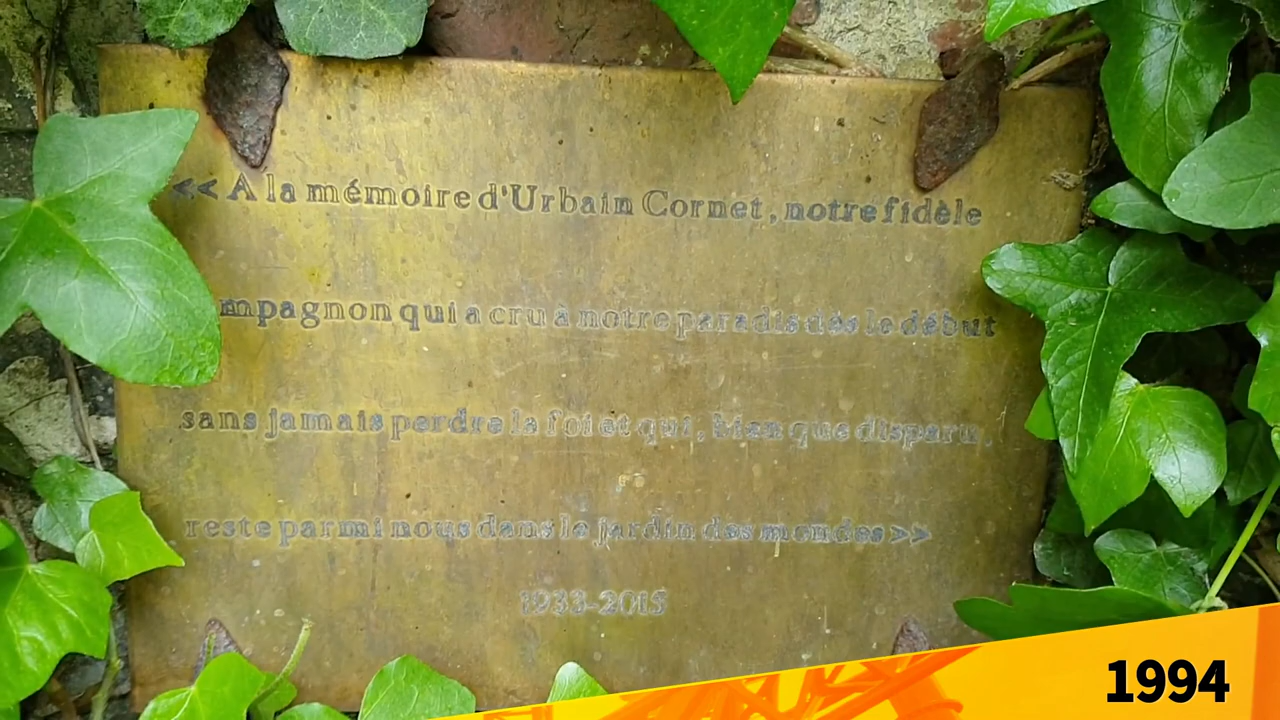 << A la mémoire d'Urbain Cornet, notre fidèle
mpagnon qui a cru à notre paradis dès le début
sans jamais perdre la foi et qui, bien que disparu,
reste parmi nous dans le jardin des mondes >>
1933-2015
1994